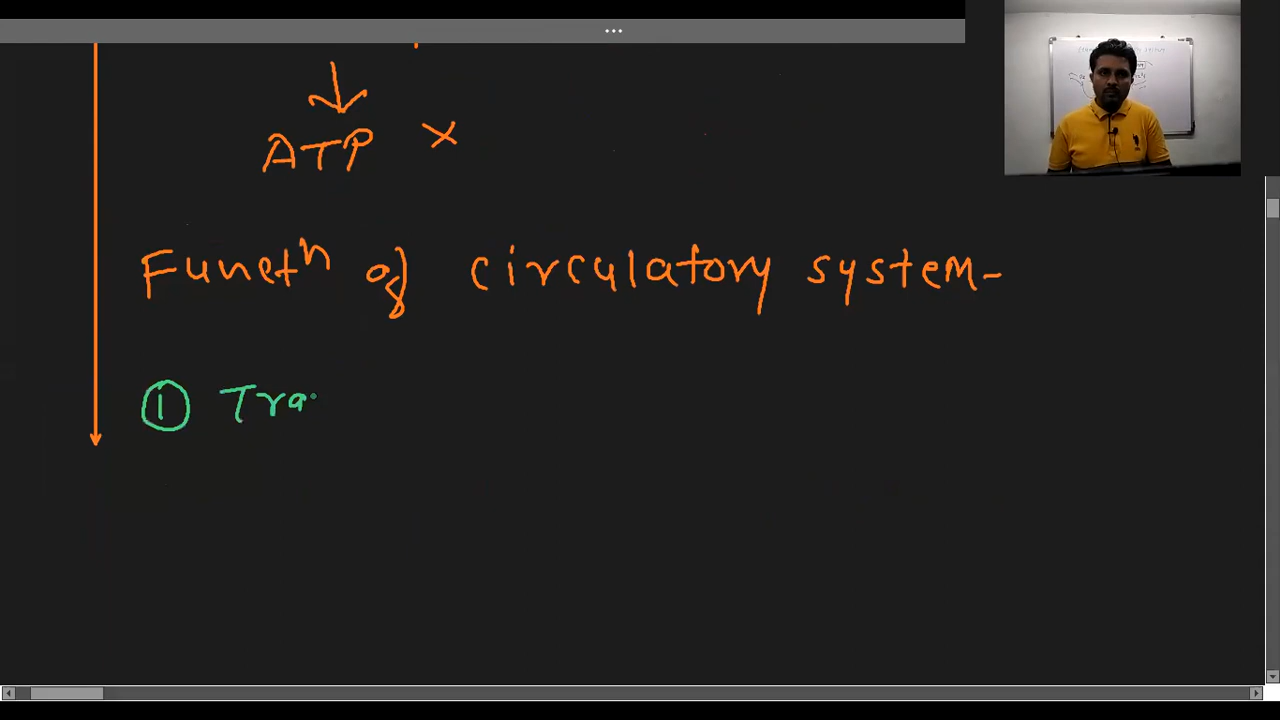 ATP ×
Functⁿ of circulatory system-
① Tra